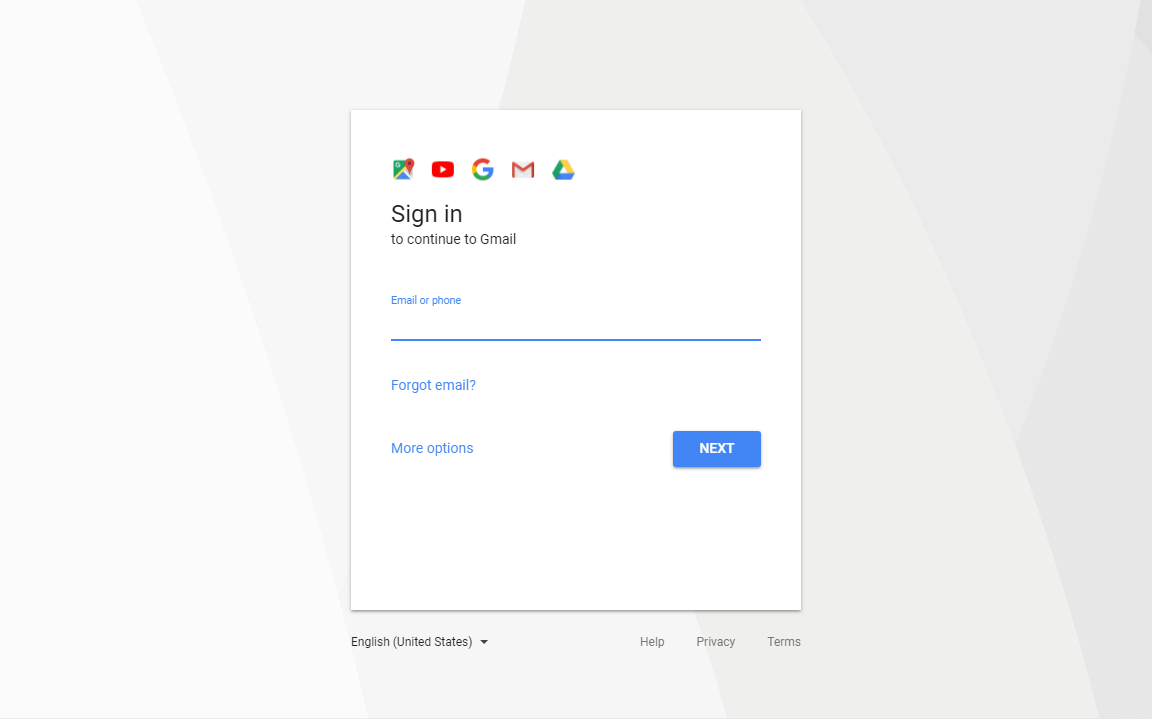 Sign in
to continue to Gmail
Email or phone
Forgot email?
More options
NEXT
English (United States)
Help
Privacy
Terms